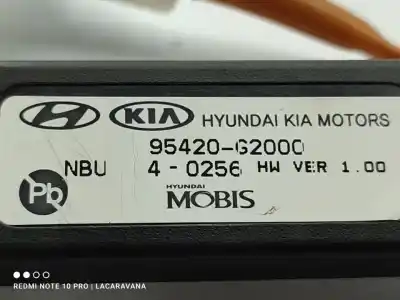 KIA HYUNDAI KIA MOTORS
95420-G2000
NBU 4-0256 HW VER 1.00
Pb
HYUNDAI
MOBIS
REDMI NOTE 10 PRO | LACARAVANA